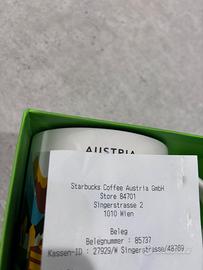 AUSTRIA
Starbucks Coffee Austria GmbH
Store 84701
Singerstrasse 2
1010 Wien
Beleg
Belegnummer : 85737
Kassen-ID : 27929/W Singerstrasse/48769